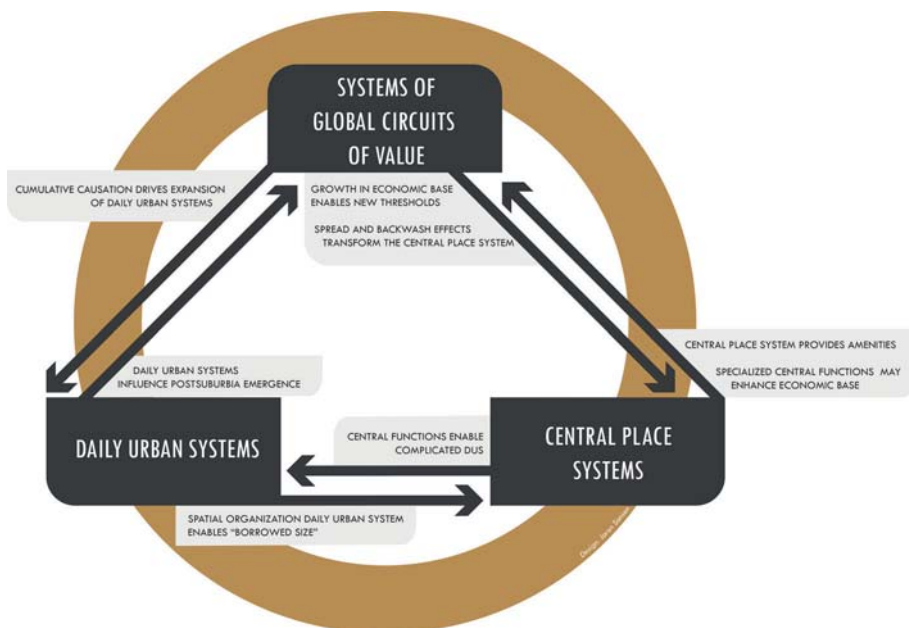 SYSTEMS OF
GLOBAL CIRCUITS
OF VALUE
CUMULATIVE CAUSATION DRIVES EXPANSION
OF DAILY URBAN SYSTEMS
GROWTH IN ECONOMIC BASE
ENABLES NEW THRESHOLDS
SPREAD AND BACKWASH EFFECTS
TRANSFORM THE CENTRAL PLACE SYSTEM
DAILY URBAN SYSTEMS
INFLUENCE POSTSUBURBIA EMERGENCE
CENTRAL PLACE SYSTEM PROVIDES AMENITIES
SPECIALIZED CENTRAL FUNCTIONS MAY
ENHANCE ECONOMIC BASE
DAILY URBAN SYSTEMS
CENTRAL FUNCTIONS ENABLE
COMPLICATED DUS
CENTRAL PLACE
SYSTEMS
SPATIAL ORGANIZATION DAILY URBAN SYSTEM
ENABLES "BORROWED SIZE"
Design: